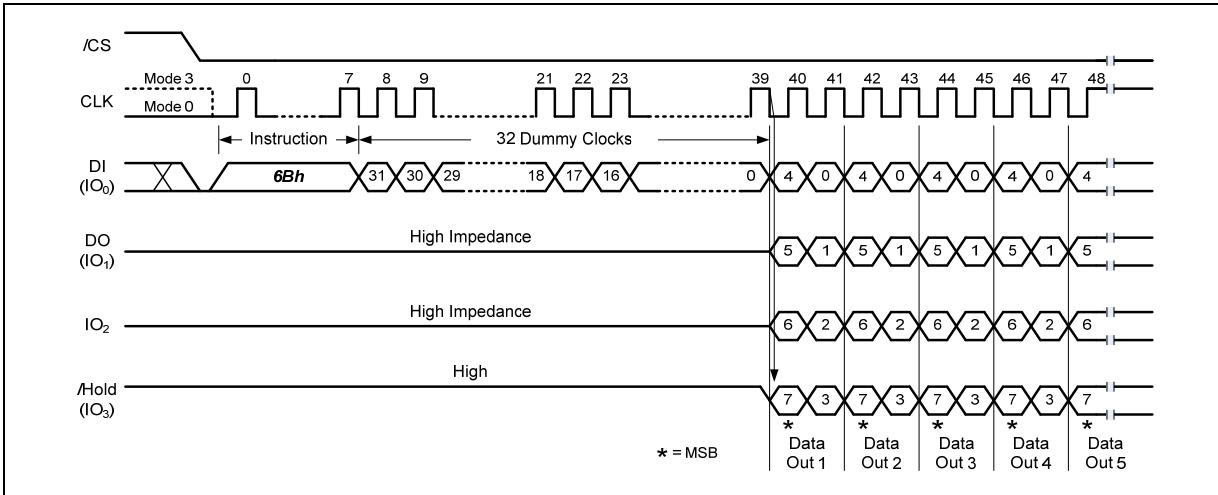 /CS
Mode 3 0 7 8 9 21 22 23 39 40 41 42 43 44 45 46 47 48
CLK
Mode 0
Instruction 32 Dummy Clocks
DI
(IO0) 6Bh 31 30 29 18 17 16 0 4 0 4 0 4 0 4 0 4
High Impedance
DO
(IO1) 5 1 5 1 5 1 5 1 5
High Impedance
IO2 6 2 6 2 6 2 6 2 6
High
/Hold
(IO3) 7 3 7 3 7 3 7 3 7
* * * * *
* = MSB
Data Out 1
Data Out 2
Data Out 3
Data Out 4
Data Out 5